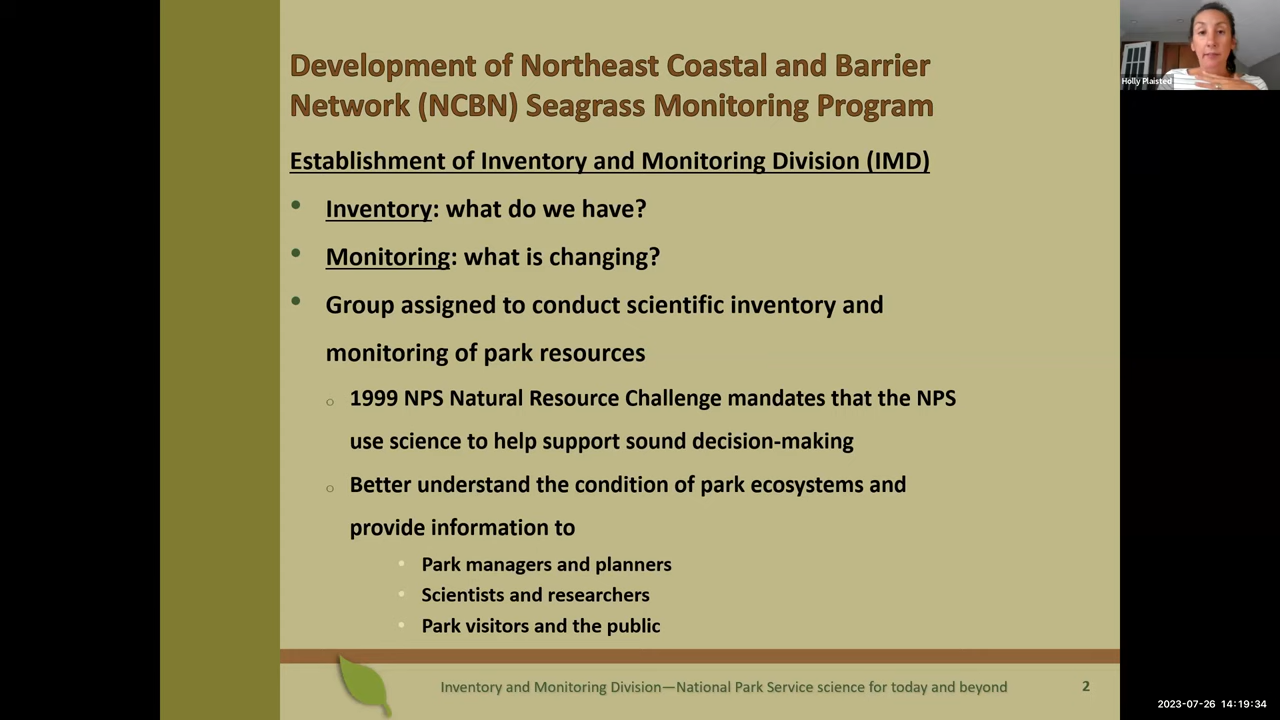 Development of Northeast Coastal and Barrier
Network (NCBN) Seagrass Monitoring Program
Establishment of Inventory and Monitoring Division (IMD)
• Inventory: what do we have?
• Monitoring: what is changing?
• Group assigned to conduct scientific inventory and
monitoring of park resources
o 1999 NPS Natural Resource Challenge mandates that the NPS
use science to help support sound decision-making
o Better understand the condition of park ecosystems and
provide information to
• Park managers and planners
• Scientists and researchers
• Park visitors and the public
Inventory and Monitoring Division—National Park Service science for today and beyond
2
Holly Plaisted
2023-07-26 14:19:34